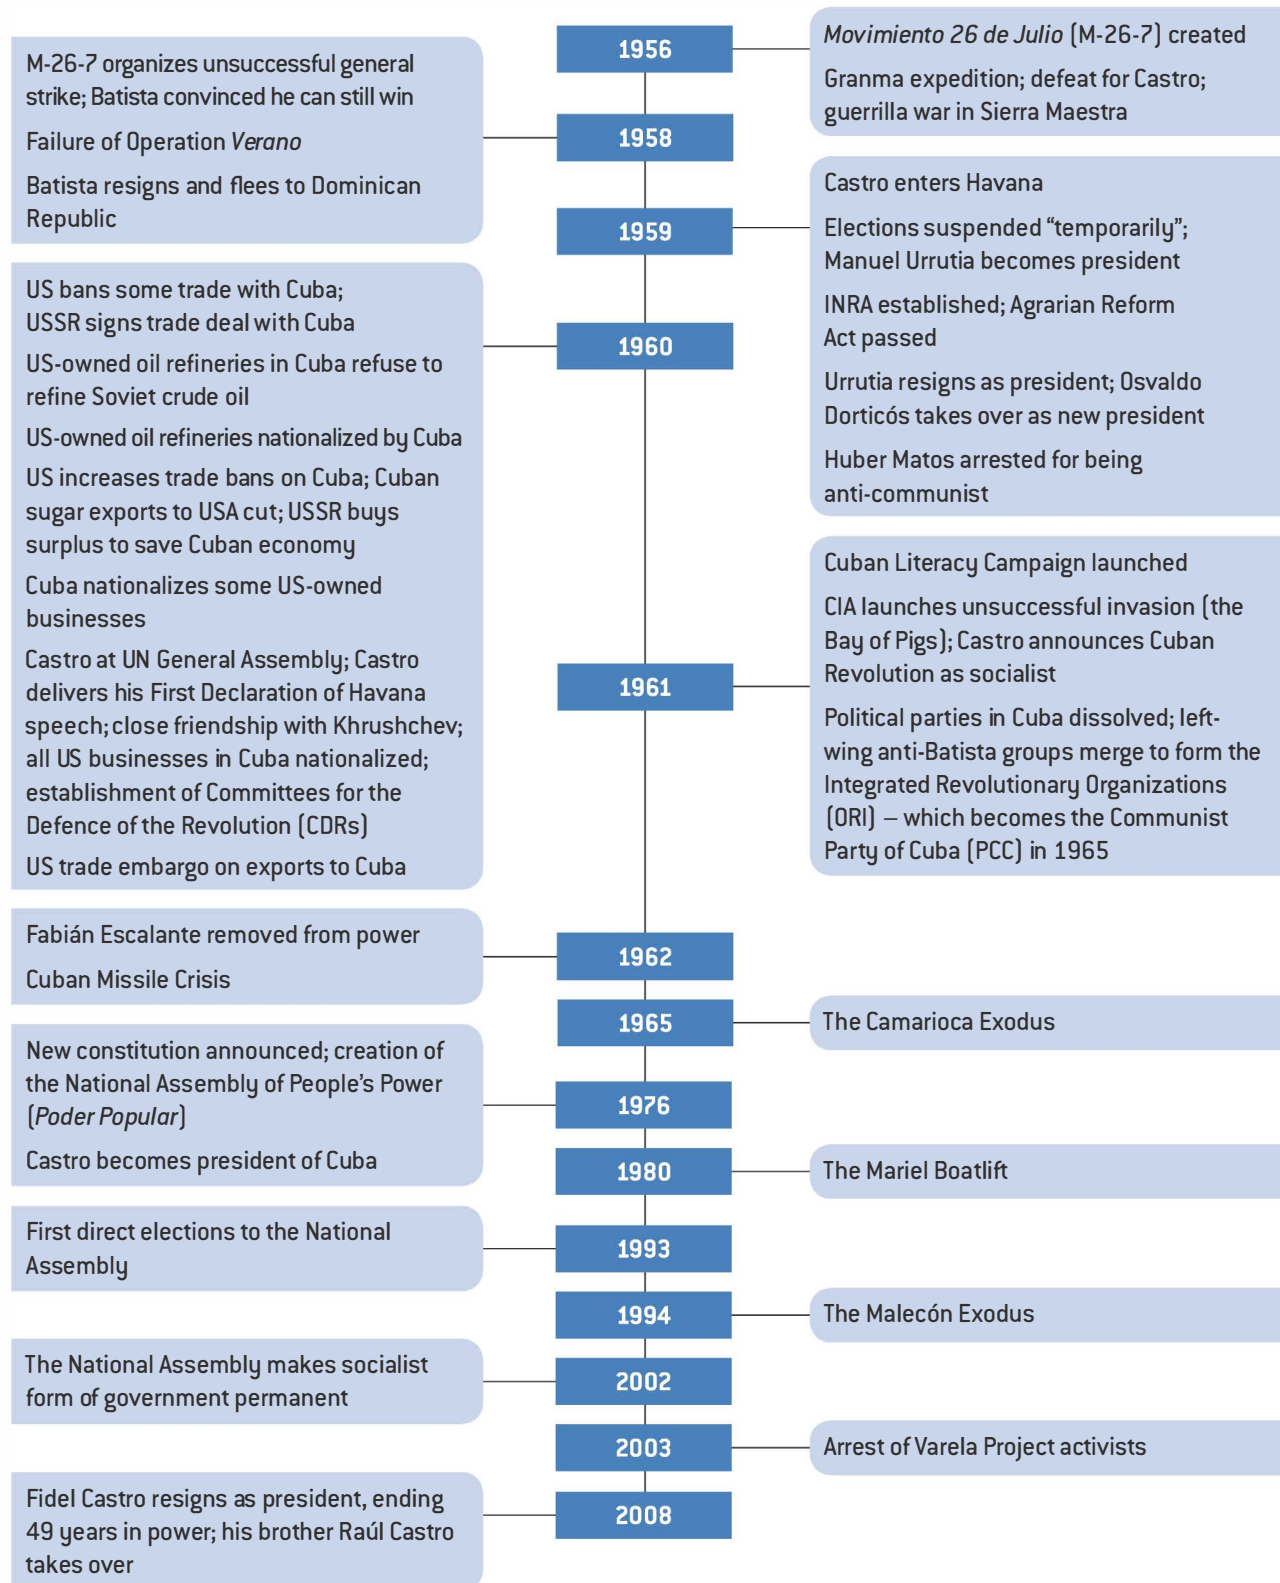 1956
Movimiento 26 de Julio (M-26-7) created
Granma expedition; defeat for Castro;
guerrilla war in Sierra Maestra
M-26-7 organizes unsuccessful general
strike; Batista convinced he can still win
Failure of Operation Verano
Batista resigns and flees to Dominican
Republic
1958
1959
Castro enters Havana
Elections suspended “temporarily”;
Manuel Urrutia becomes president
INRA established; Agrarian Reform
Act passed
Urrutia resigns as president; Osvaldo
Dorticós takes over as new president
Huber Matos arrested for being
anti-communist
US bans some trade with Cuba;
USSR signs trade deal with Cuba
US-owned oil refineries in Cuba refuse to
refine Soviet crude oil
US-owned oil refineries nationalized by Cuba
US increases trade bans on Cuba; Cuban
sugar exports to USA cut; USSR buys
surplus to save Cuban economy
Cuba nationalizes some US-owned
businesses
Castro at UN General Assembly; Castro
delivers his First Declaration of Havana
speech; close friendship with Khrushchev;
all US businesses in Cuba nationalized;
establishment of Committees for the
Defence of the Revolution (CDRs)
US trade embargo on exports to Cuba
1960
1961
Cuban Literacy Campaign launched
CIA launches unsuccessful invasion (the
Bay of Pigs); Castro announces Cuban
Revolution as socialist
Political parties in Cuba dissolved; left-
wing anti-Batista groups merge to form the
Integrated Revolutionary Organizations
(ORI) – which becomes the Communist
Party of Cuba (PCC) in 1965
Fabián Escalante removed from power
Cuban Missile Crisis
1962
1965
The Camarioca Exodus
New constitution announced; creation of
the National Assembly of People’s Power
(Poder Popular)
Castro becomes president of Cuba
1976
1980
The Mariel Boatlift
First direct elections to the National
Assembly
1993
1994
The Malecón Exodus
The National Assembly makes socialist
form of government permanent
2002
2003
Arrest of Varela Project activists
Fidel Castro resigns as president, ending
49 years in power; his brother Raúl Castro
takes over
2008